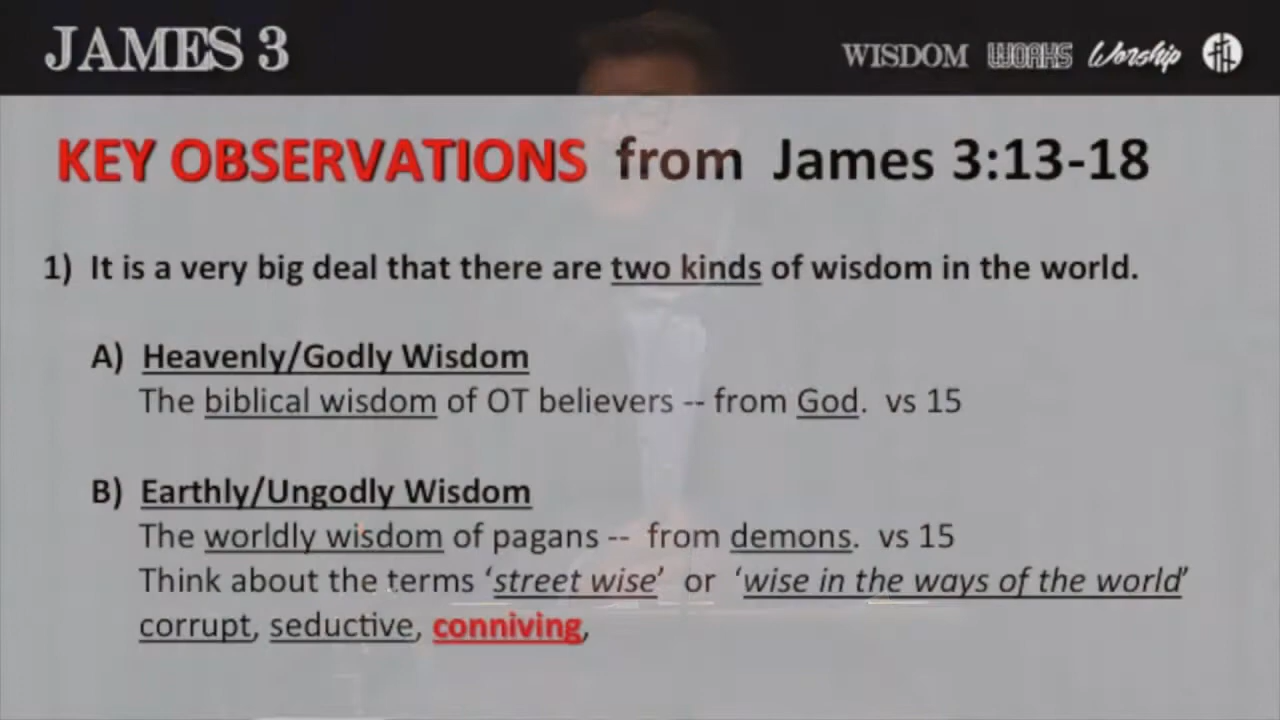 JAMES 3
WISDOM WORKS Worship
KEY OBSERVATIONS from James 3:13-18
1) It is a very big deal that there are two kinds of wisdom in the world.
A) Heavenly/Godly Wisdom
The biblical wisdom of OT believers -- from God. vs 15
B) Earthly/Ungodly Wisdom
The worldly wisdom of pagans -- from demons. vs 15
Think about the terms ‘street wise’ or ‘wise in the ways of the world’
corrupt, seductive, conniving,